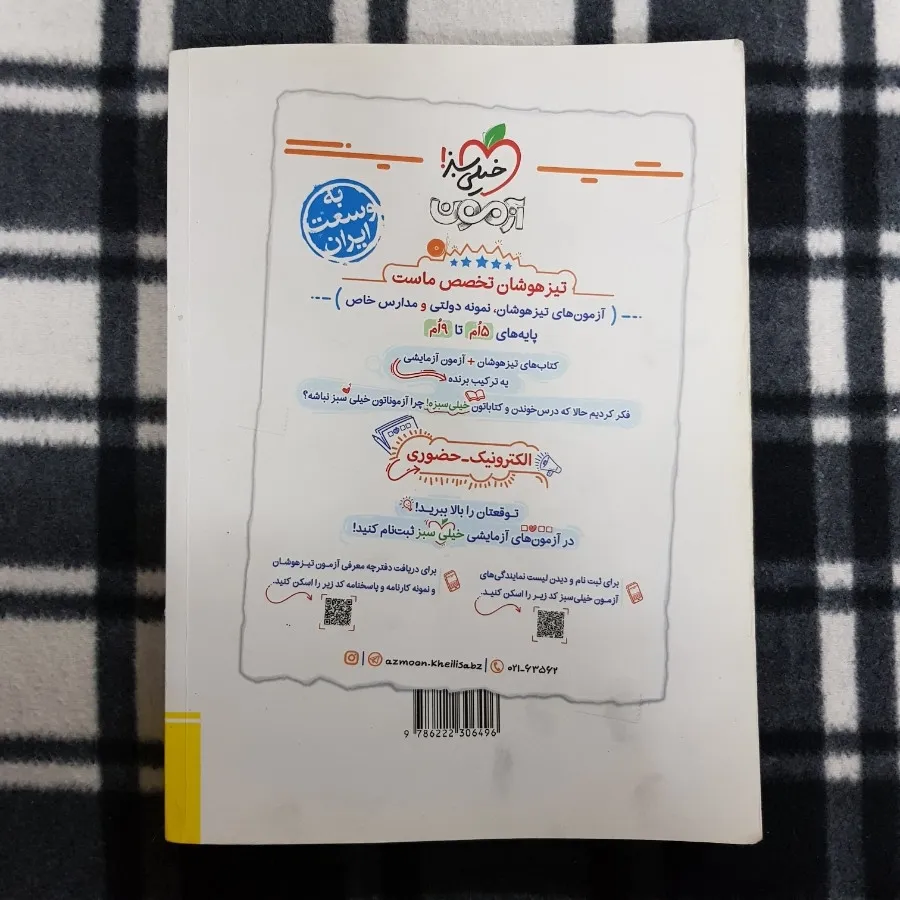 خیلی سبز!
آزمون
به
وسعت
ایران
تیزهوشان تخصص ماست
(آزمون‌های تیزهوشان، نمونه دولتی و مدارس خاص)
پایه‌های ۵اُم تا ۹اُم
کتاب‌های تیزهوشان + آزمون آزمایشی
یه ترکیب برنده
فکر کردیم حالا که درس‌خوندن و کتاباتون خیلی‌سبزه! چرا آزموناتون خیلی سبز نباشه؟
الکترونیک-حضوری
توقعتان را بالا ببرید!
در آزمون‌های آزمایشی خیلی سبز ثبت‌نام کنید!
برای ثبت نام و دیدن لیست نمایندگی‌های
آزمون خیلی‌سبز کد زیر را اسکن کنید.
برای دریافت دفترچه معرفی آزمون تیزهوشان
و نمونه کارنامه و پاسخنامه کد زیر را اسکن کنید.
azmoon.kheilisabz | ۰۲۱-۶۳۵۶۲
9 786222 306496